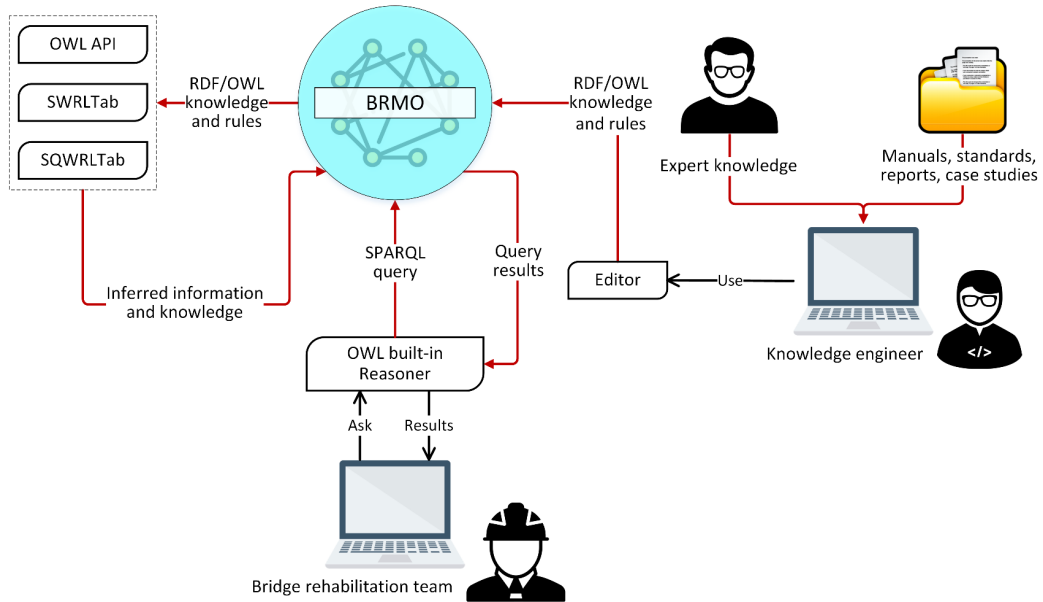 OWL API
SWRLTab
SQWRLTab
RDF/OWL
knowledge
and rules
BRMO
RDF/OWL
knowledge
and rules
Expert knowledge
Manuals, standards,
reports, case studies
Inferred information
and knowledge
SPARQL
query
Query
results
Editor
Use
</>
Knowledge engineer
OWL built-in
Reasoner
Ask
Results
Bridge rehabilitation team